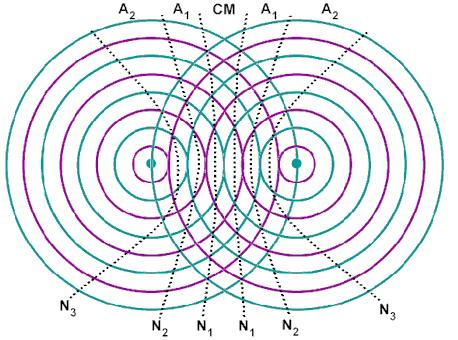 A₂ A₁ CM A₁ A₂
N₃ N₂ N₁ N₁ N₂ N₃